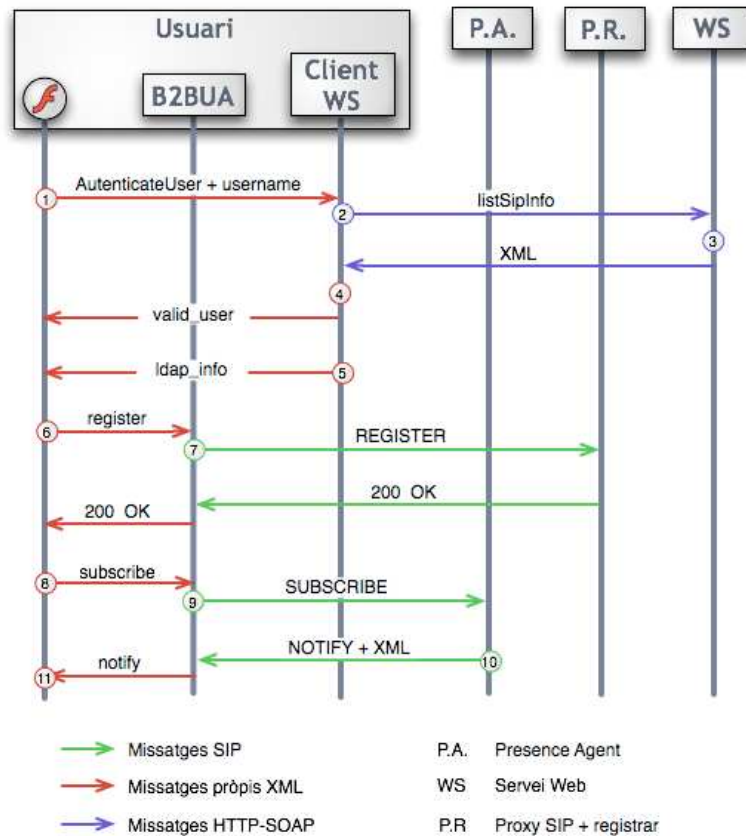 Usuari
P.A.
P.R.
WS
B2BUA
Client
WS
1
AutenticateUser + username
2
listSipInfo
3
XML
4
valid_user
ldap_info
5
6
register
7
REGISTER
200 OK
200 OK
8
subscribe
9
SUBSCRIBE
NOTIFY + XML
10
11
notify
Missatges SIP
P.A. Presence Agent
Missatges pròpis XML
WS Servei Web
Missatges HTTP-SOAP
P.R Proxy SIP + registrar